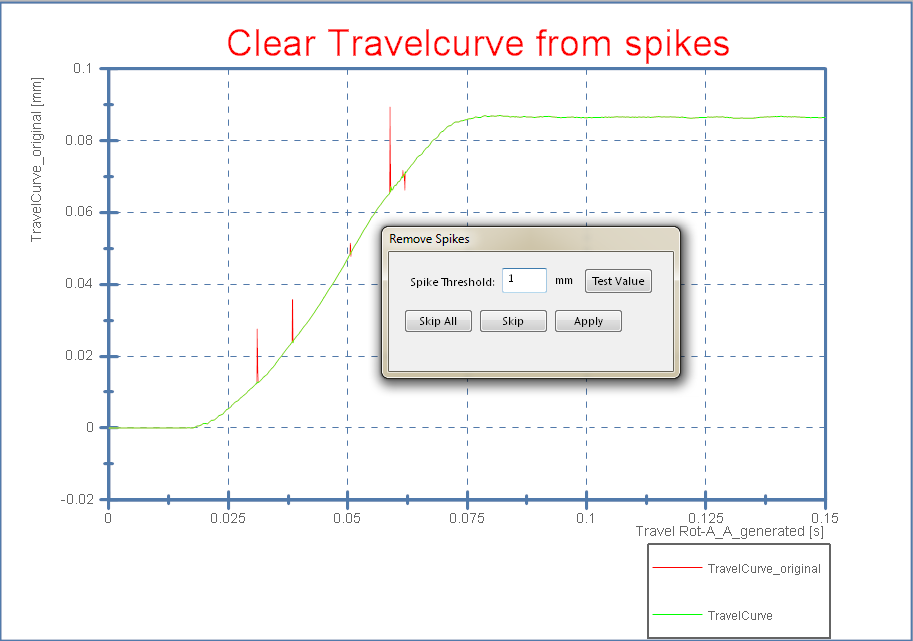 Clear Travelcurve from spikes
TravelCurve_original [mm]
0.1
0.08
0.06
0.04
0.02
0
-0.02
Remove Spikes
Spike Threshold: 1 mm Test Value
Skip All Skip Apply
0 0.025 0.05 0.075 0.1 0.125 0.15
Travel Rot-A_A_generated [s]
TravelCurve_original
TravelCurve